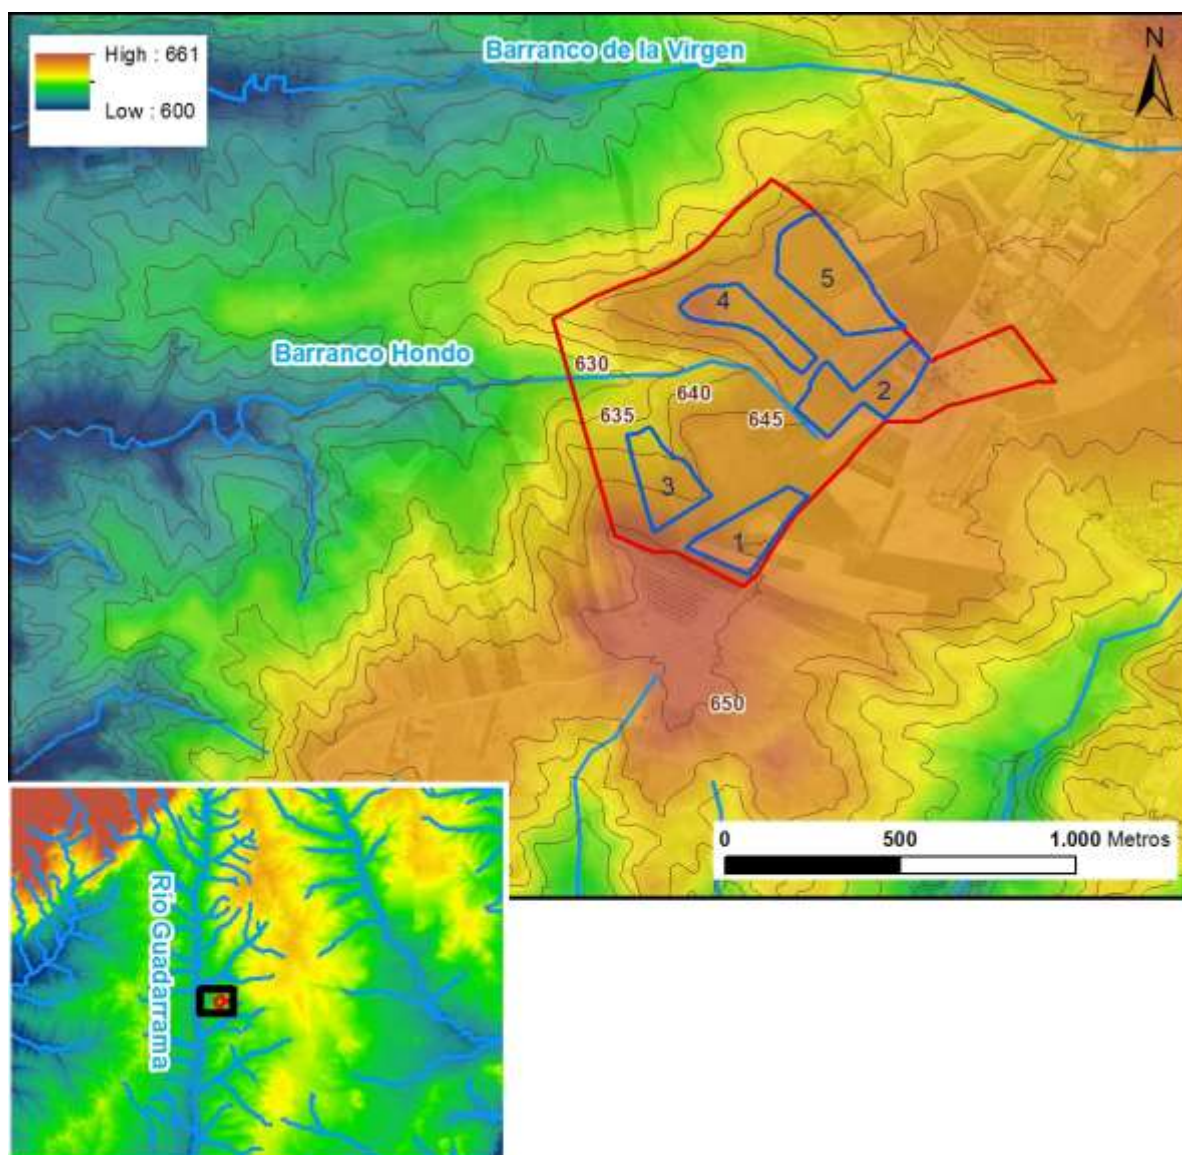 High : 661
Low : 600
Barranco de la Virgen
N
5
4
Barranco Hondo
630
640
2
635
645
3
1
650
0 500 1.000 Metros
Río Guadarrama